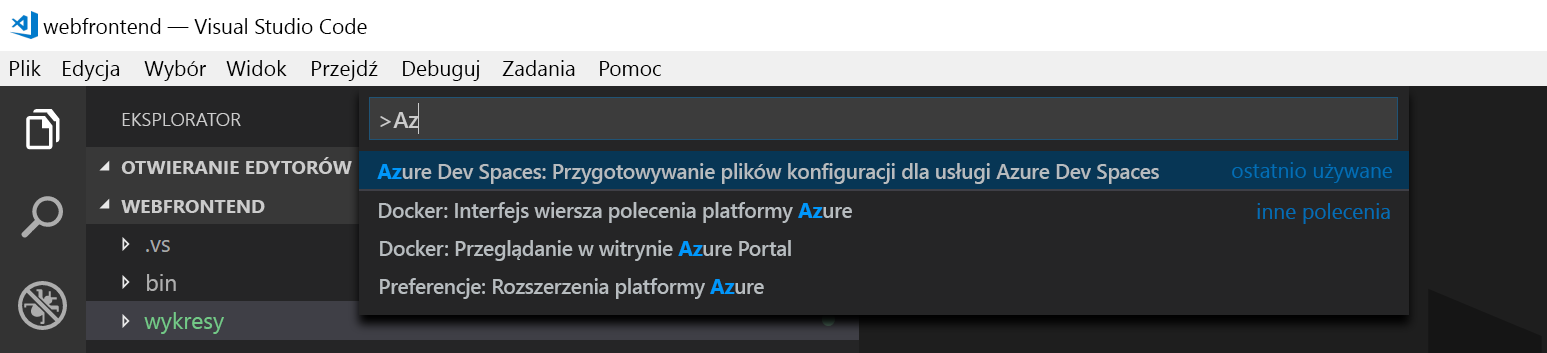 webfrontend — Visual Studio Code
Plik Edycja Wybór Widok Przejdź Debuguj Zadania Pomoc
EKSPLORATOR
OTWIERANIE EDYTORÓW
WEBFRONTEND
.vs
bin
wykresy
>Az
Azure Dev Spaces: Przygotowywanie plików konfiguracji dla usługi Azure Dev Spaces ostatnio używane
Docker: Interfejs wiersza polecenia platformy Azure inne polecenia
Docker: Przeglądanie w witrynie Azure Portal
Preferencje: Rozszerzenia platformy Azure